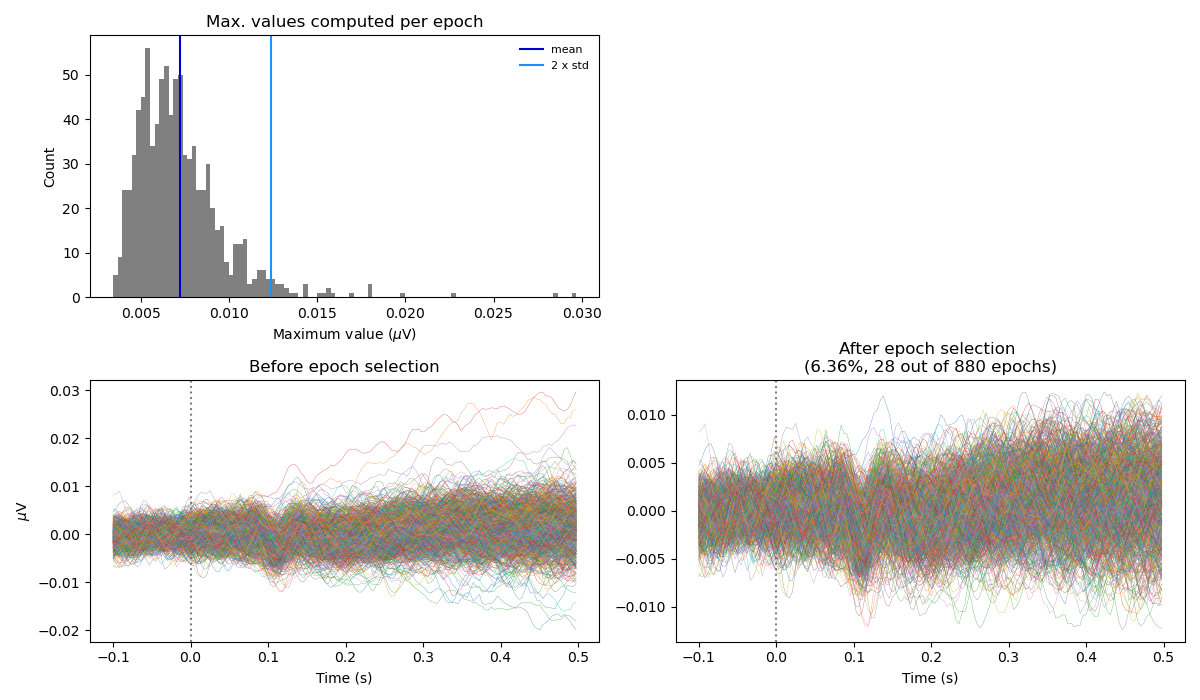 Max. values computed per epoch
mean
2 x std
50
40
30
20
10
0
Count
0.005 0.010 0.015 0.020 0.025 0.030
Maximum value (μV)
Before epoch selection
0.03
0.02
0.01
0.00
−0.01
−0.02
μV
−0.1 0.0 0.1 0.2 0.3 0.4 0.5
Time (s)
After epoch selection
(6.36%, 28 out of 880 epochs)
0.010
0.005
0.000
−0.005
−0.010
−0.1 0.0 0.1 0.2 0.3 0.4 0.5
Time (s)